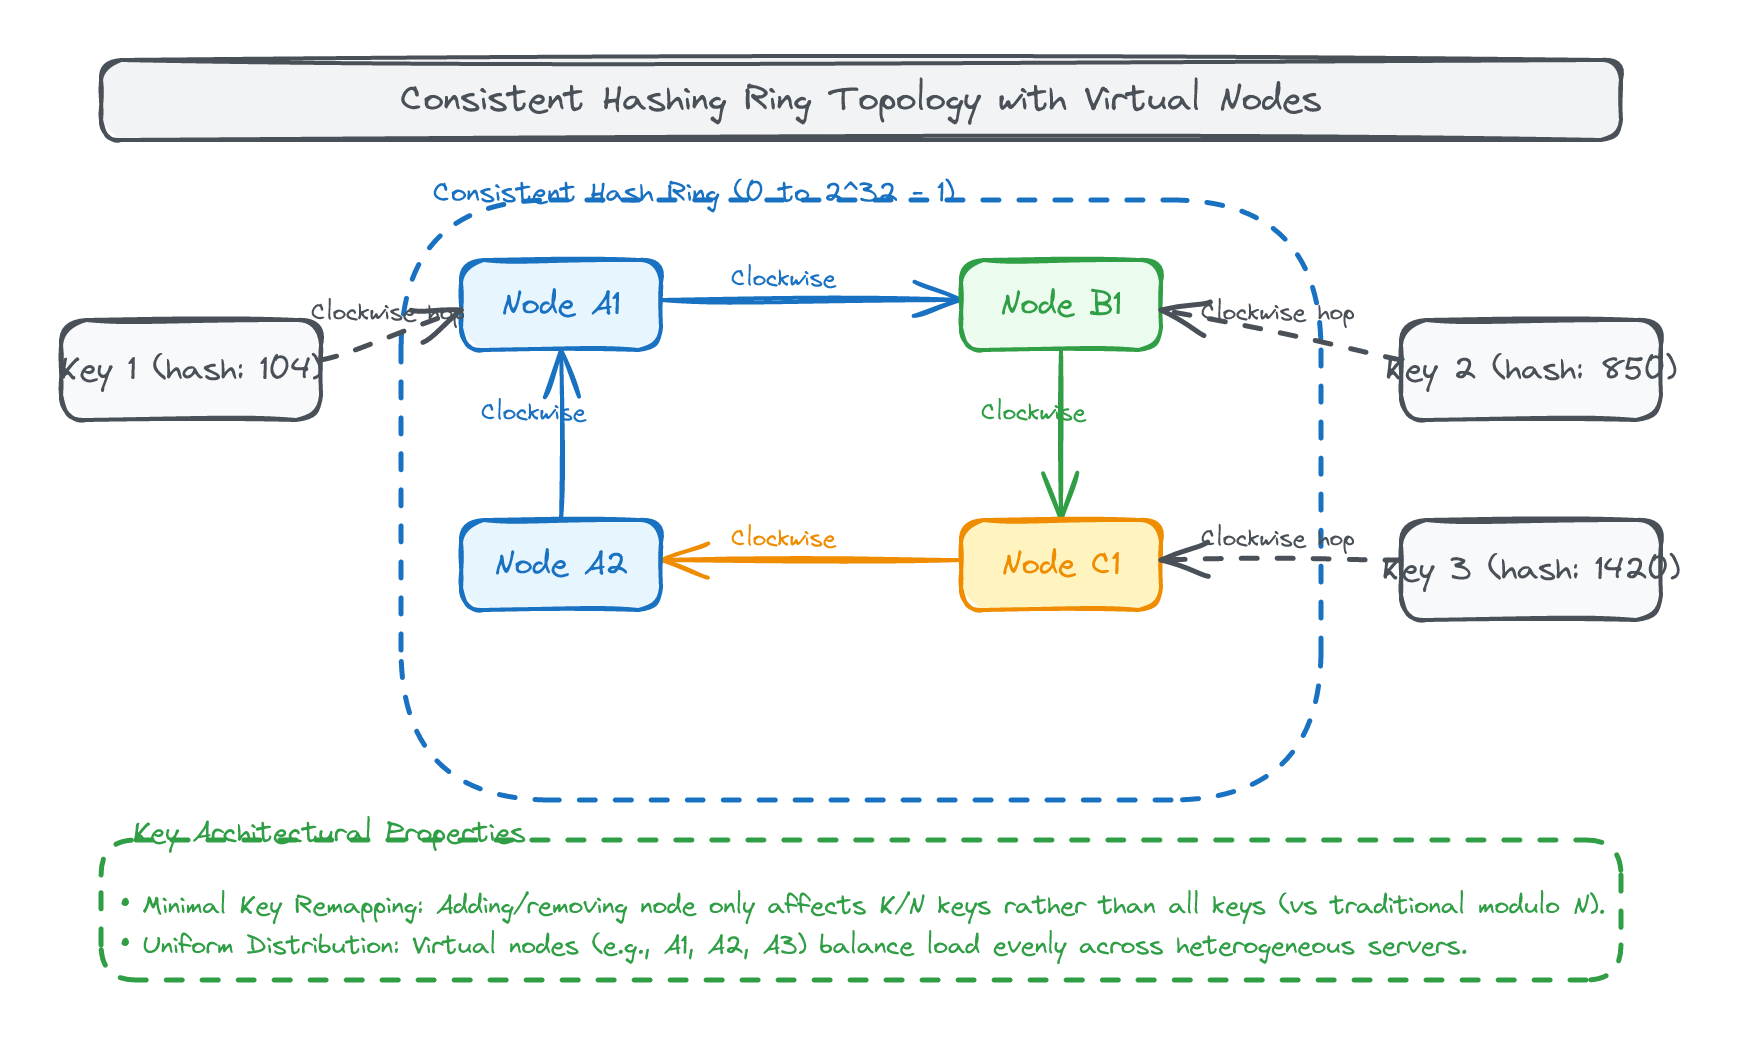 Consistent Hashing Ring Topology with Virtual Nodes
Consistent Hash Ring (0 to 2^32 - 1)
Node A1
Clockwise
Node B1
Clockwise hop
Clockwise hop
Key 1 (hash: 104)
Key 2 (hash: 850)
Clockwise
Clockwise
Node A2
Clockwise
Node C1
Clockwise hop
Key 3 (hash: 1420)
Key Architectural Properties
• Minimal Key Remapping: Adding/removing node only affects K/N keys rather than all keys (vs traditional modulo N).
• Uniform Distribution: Virtual nodes (e.g., A1, A2, A3) balance load evenly across heterogeneous servers.